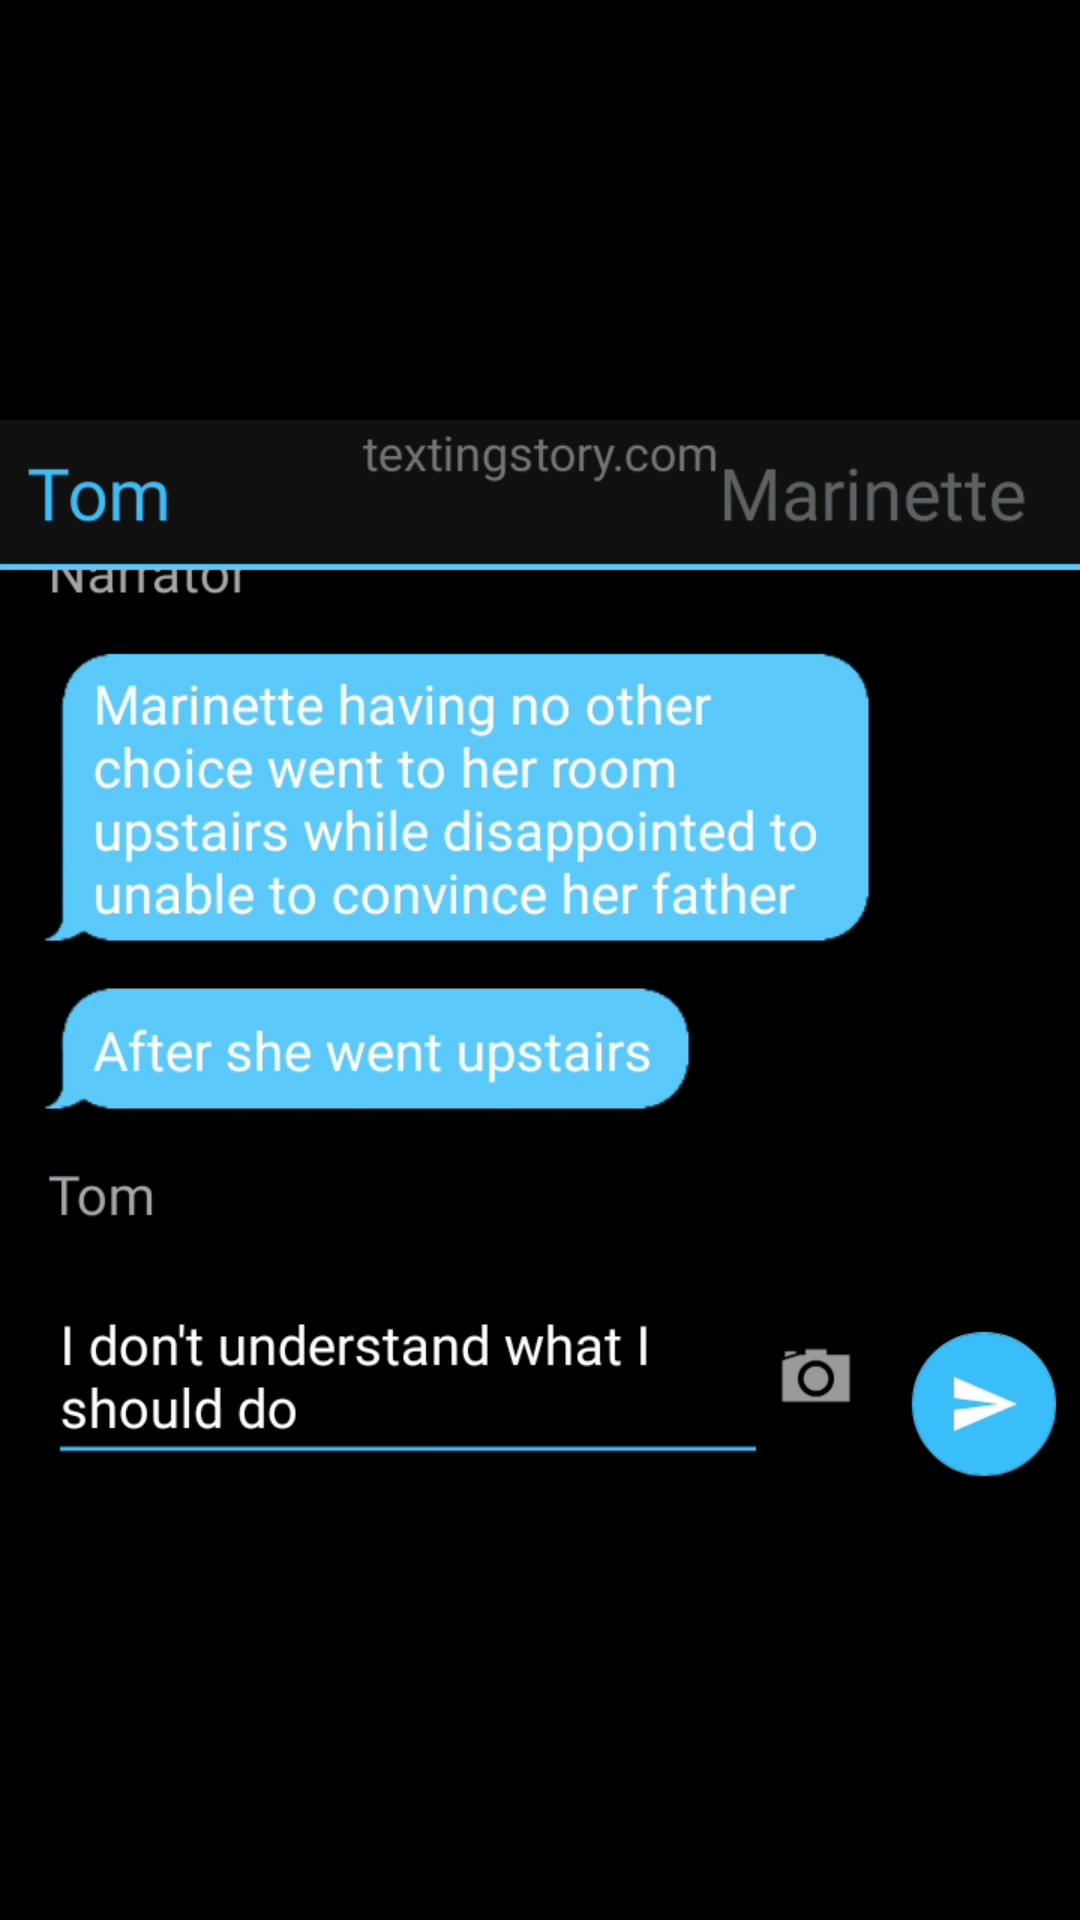 textingstory.com
Tom
Marinette
Narrator
Marinette having no other
choice went to her room
upstairs while disappointed to
unable to convince her father
After she went upstairs
Tom
I don't understand what I
should do